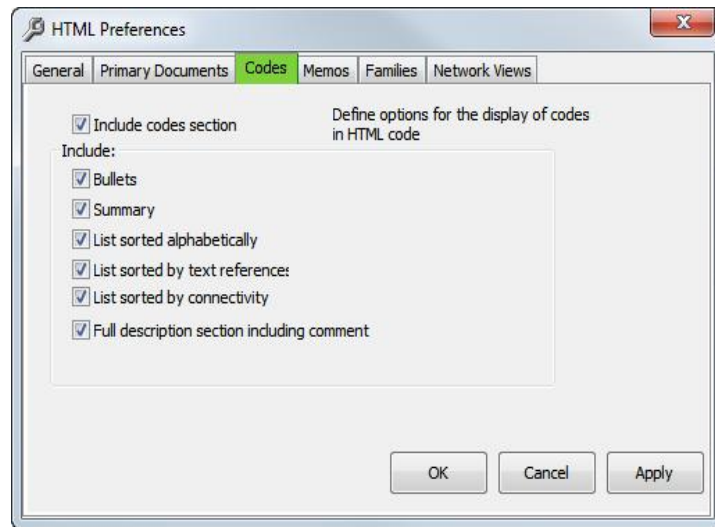 HTML Preferences
General Primary Documents Codes Memos Families Network Views
Include codes section
Define options for the display of codes
in HTML code
Include:
Bullets
Summary
List sorted alphabetically
List sorted by text references
List sorted by connectivity
Full description section including comment
OK Cancel Apply